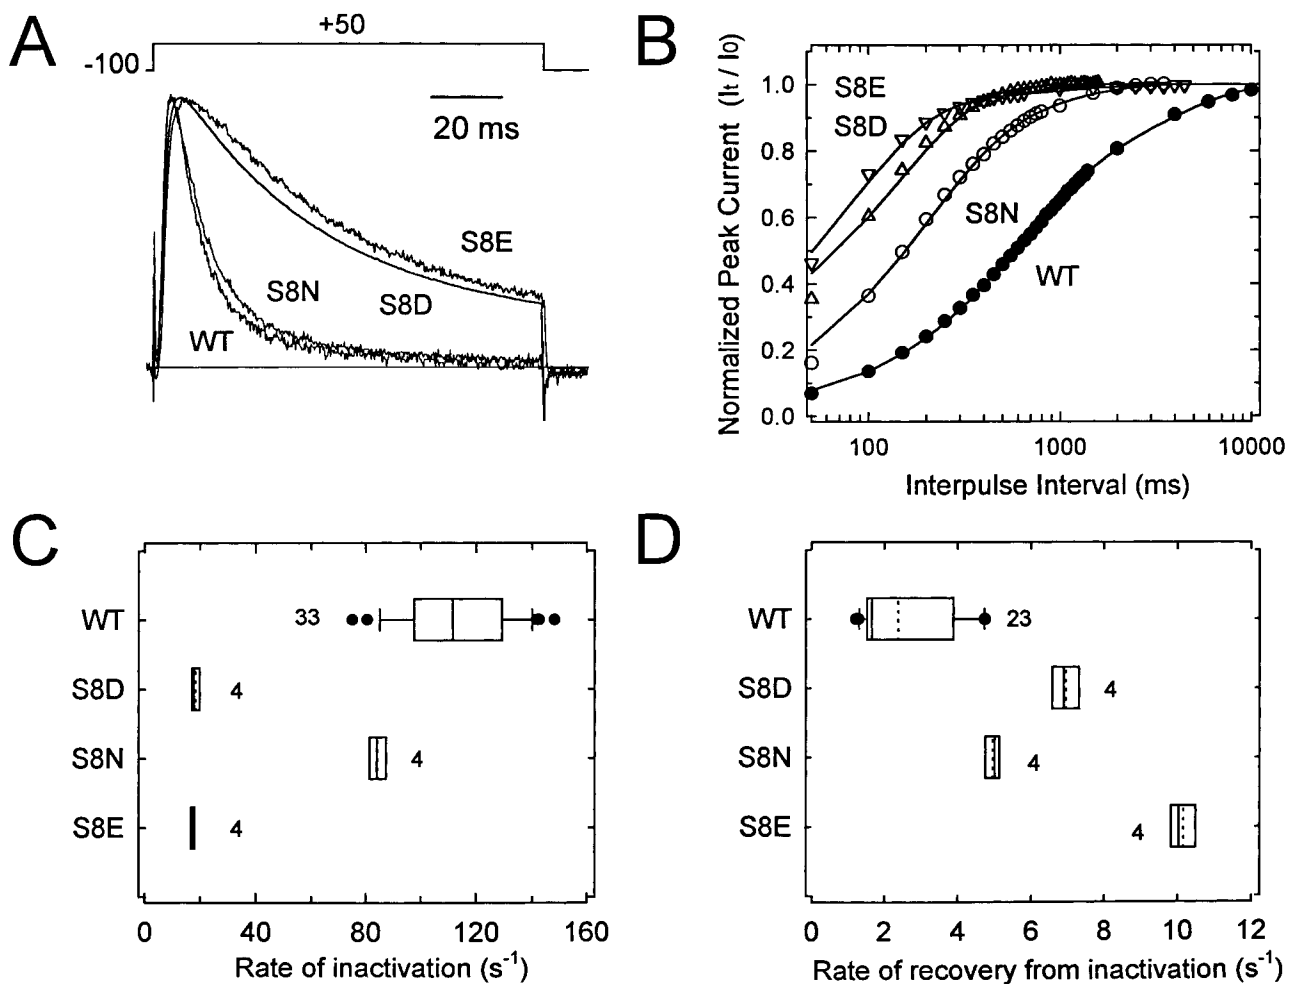 A
+50
-100
20 ms
S8E
S8N
S8D
WT
B
Normalized Peak Current (It / Io)
1.0
0.8
0.6
0.4
0.2
0.0
S8E
S8D
S8N
WT
100 1000 10000
Interpulse Interval (ms)
C
WT 33
S8D 4
S8N 4
S8E 4
0 40 80 120 160
Rate of inactivation (s⁻¹)
D
WT 23
S8D 4
S8N 4
S8E 4
0 2 4 6 8 10 12
Rate of recovery from inactivation (s⁻¹)